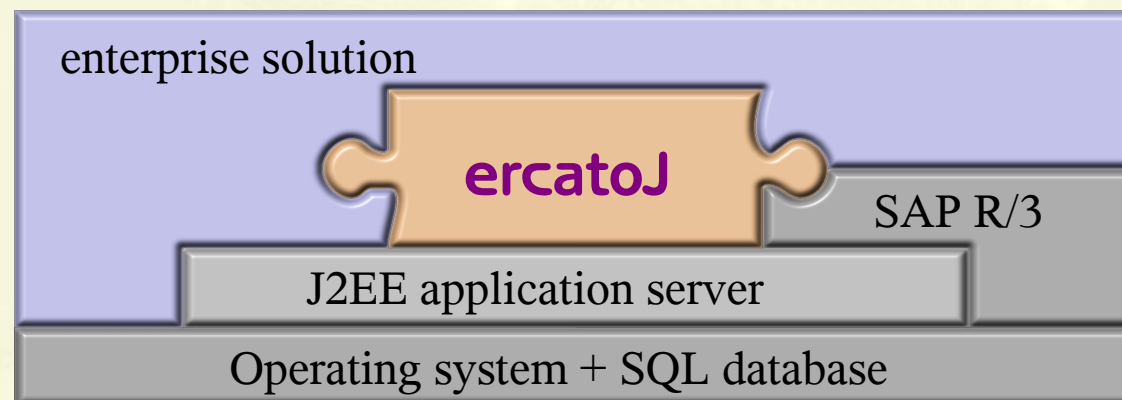 enterprise solution
ercatoJ
SAP R/3
J2EE application server
Operating system + SQL database